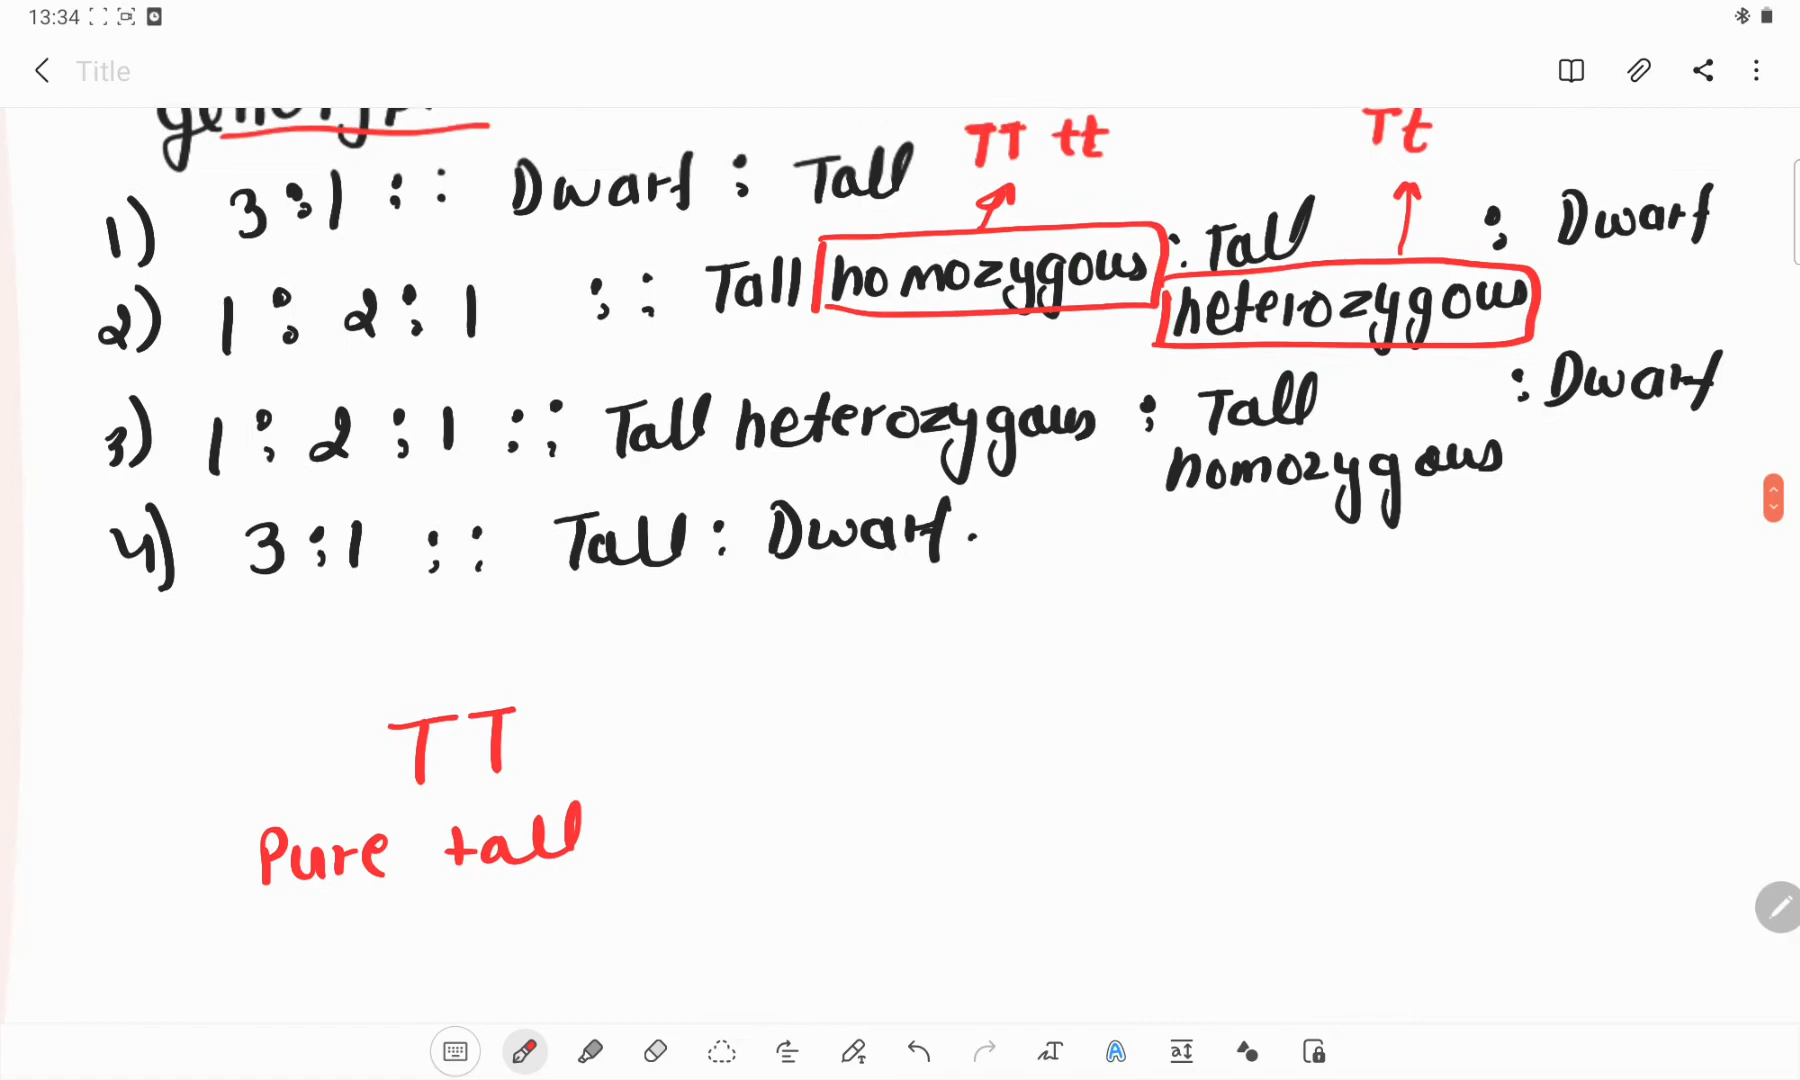 13:34
Title
TT tt
Tt
1) 3:1 :: Dwarf : Tall
2) 1 : 2 : 1 :: Tall homozygous : Tall heterozygous : Dwarf
3) 1 : 2 : 1 :: Tall heterozygous : Tall homozygous : Dwarf
4) 3:1 :: Tall : Dwarf.
TT
Pure tall